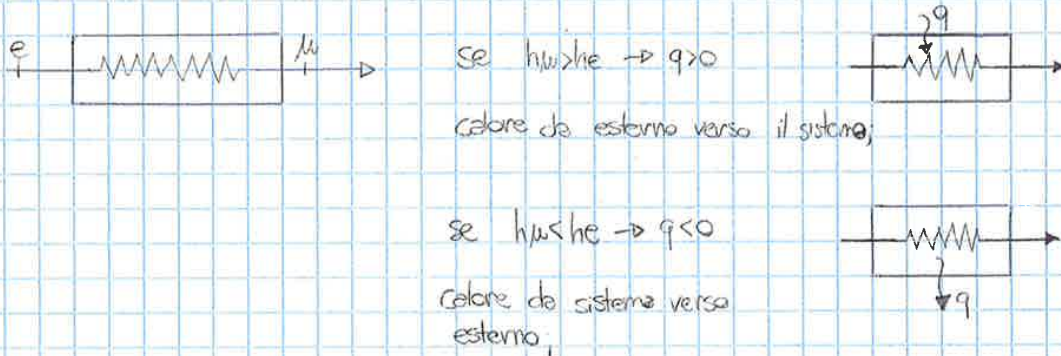 e
u
se hu>he → q>0
q
calore da esterno verso il sistema;
se hu<he → q<0
calore da sistema verso
esterno;
q